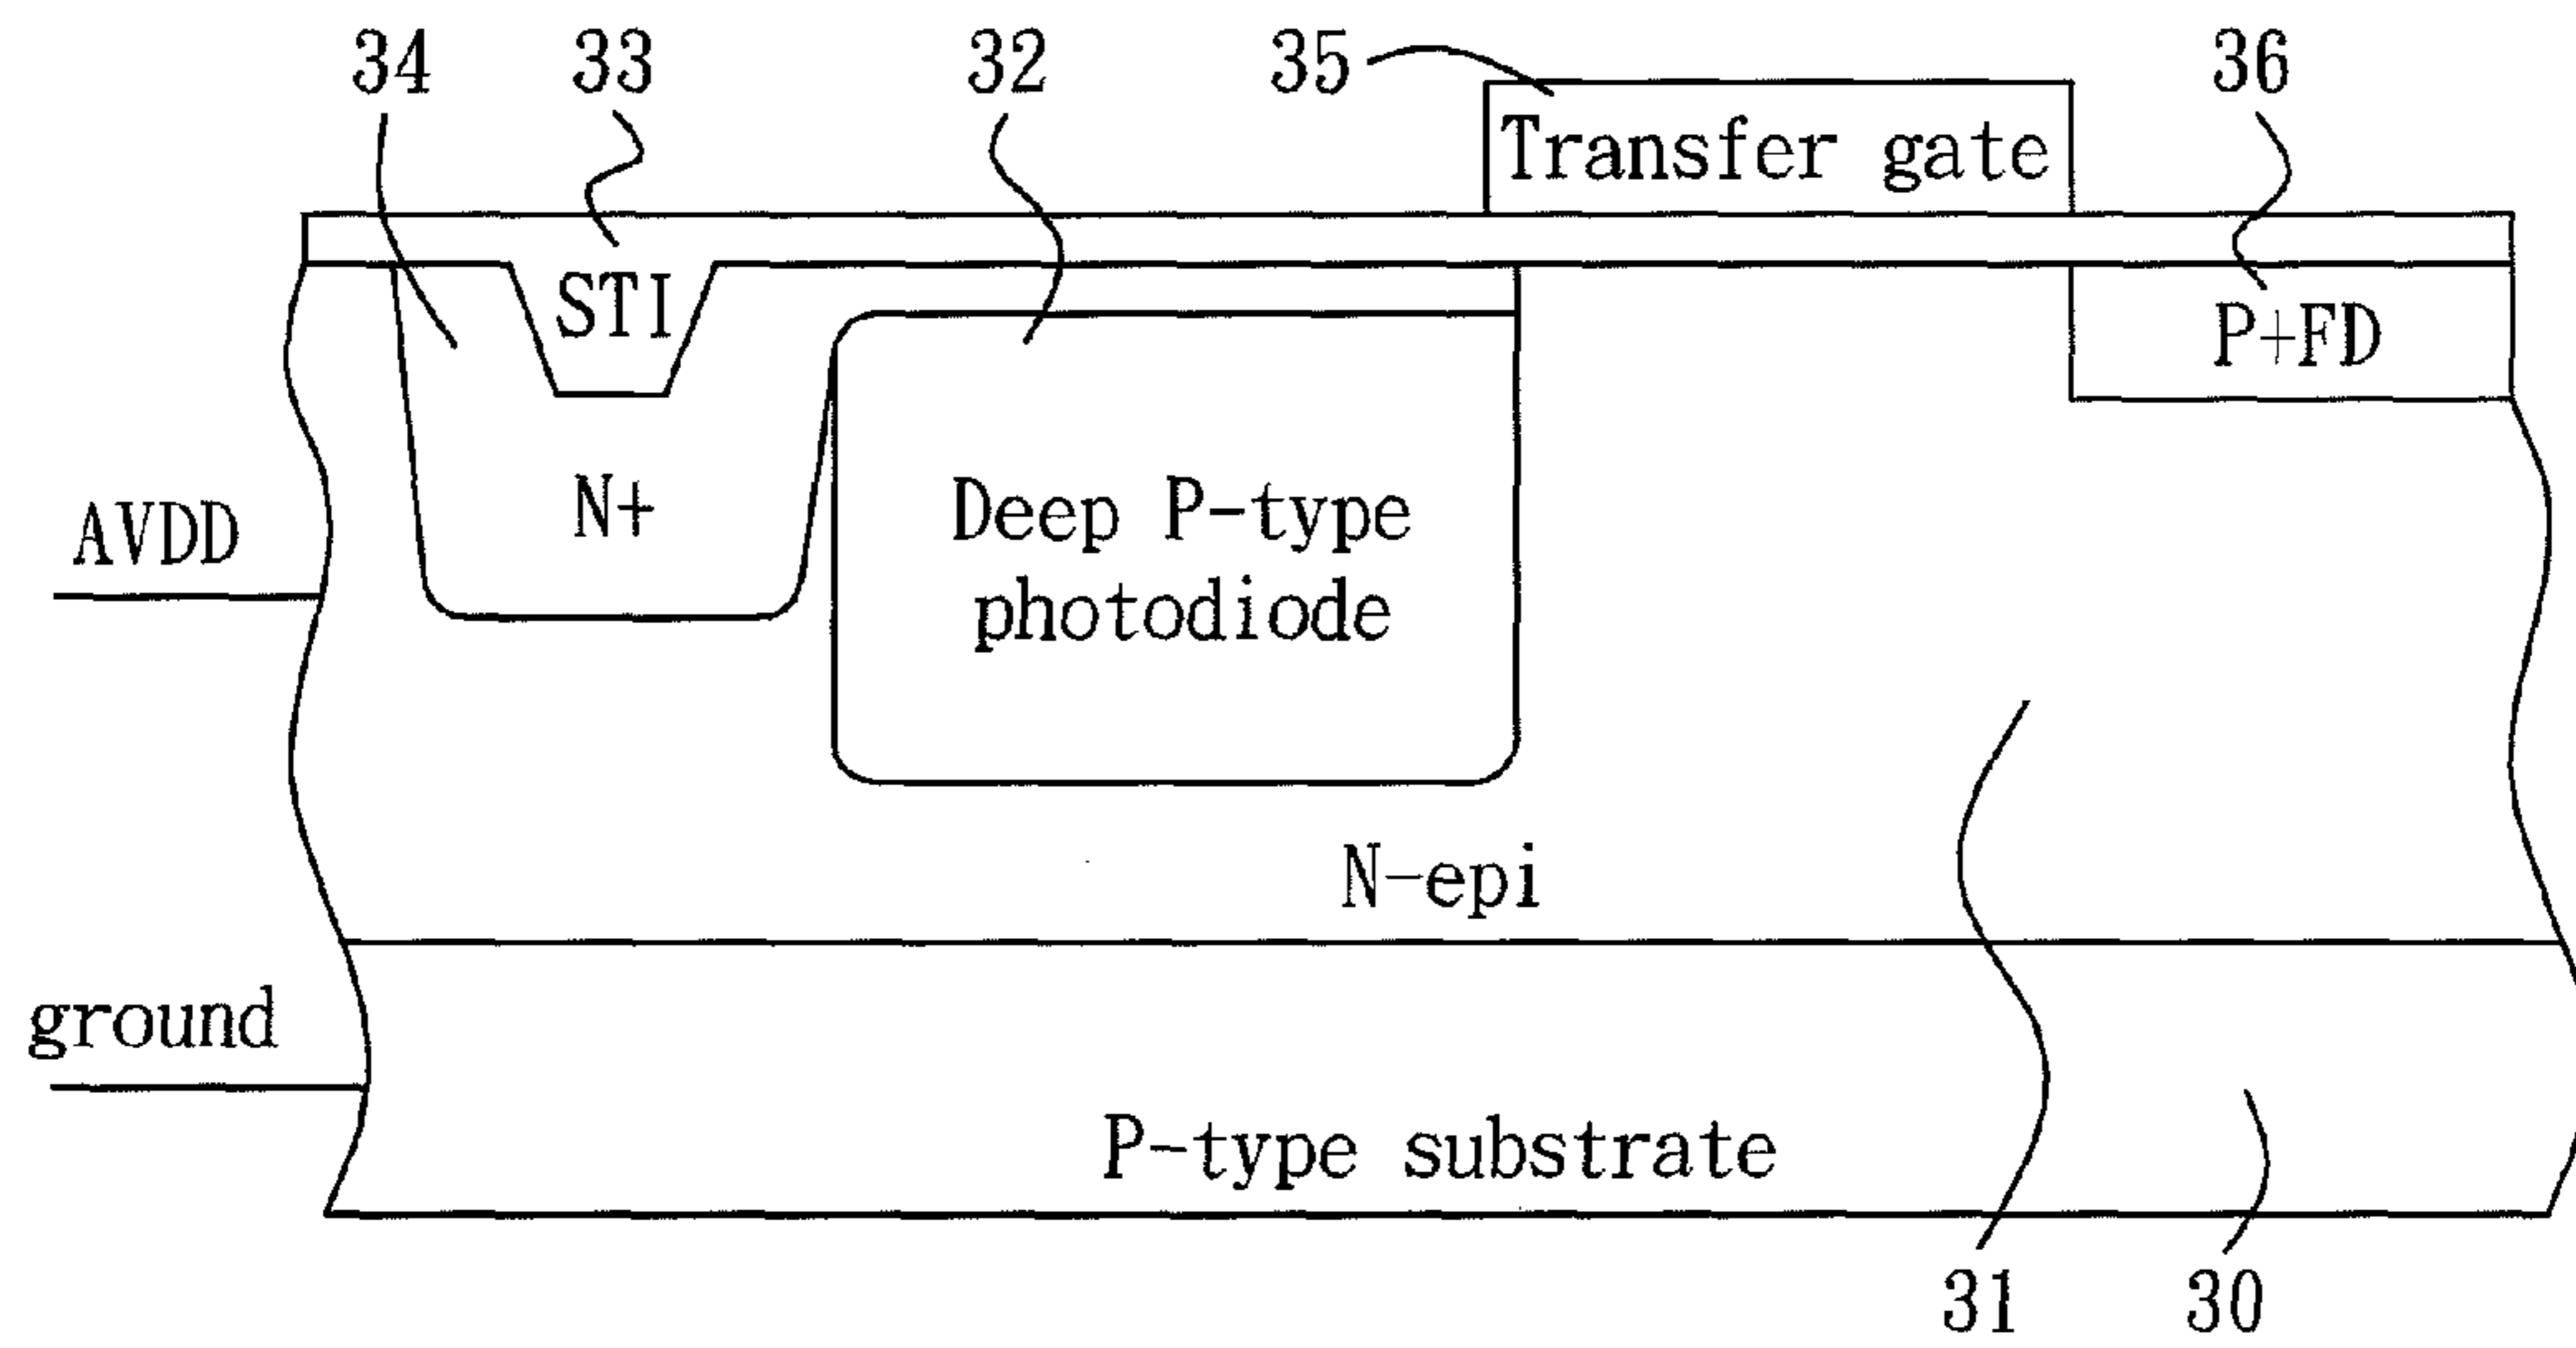 34 33 32 35 36
Transfer gate
STI
P+FD
N+
Deep P-type
photodiode
AVDD
N-epi
ground
P-type substrate
31 30